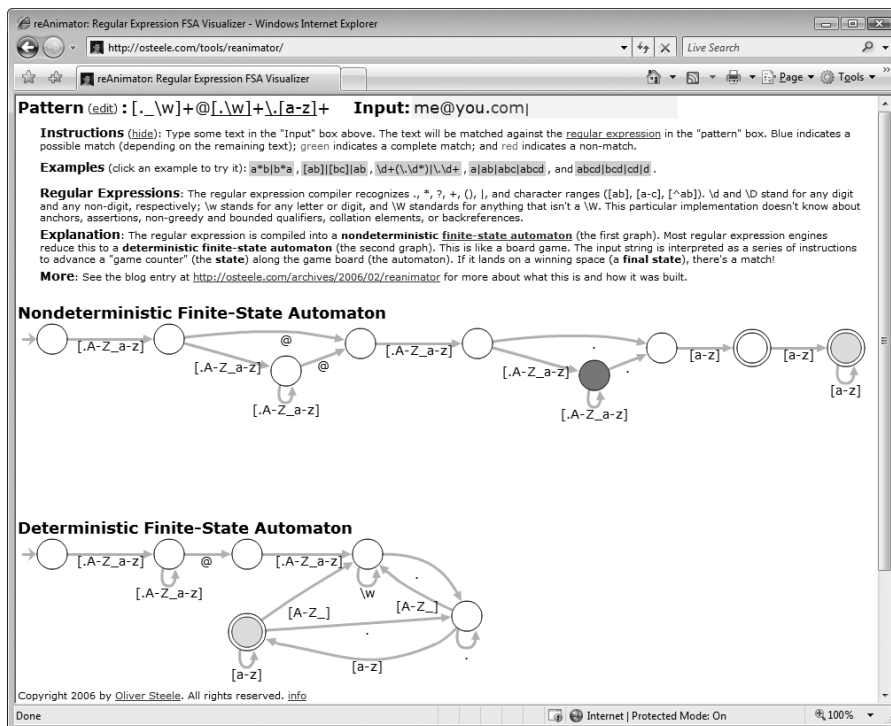 reAnimator: Regular Expression FSA Visualizer - Windows Internet Explorer
http://osteele.com/tools/reanimator/
Live Search
reAnimator: Regular Expression FSA Visualizer
Page
Tools
»
Pattern (edit) : [._\w]+@[.\w]+\.[a-z]+ Input: me@you.com|
Instructions (hide): Type some text in the "Input" box above. The text will be matched against the regular expression in the "pattern" box. Blue indicates a
possible match (depending on the remaining text); green indicates a complete match; and red indicates a non-match.
Examples (click an example to try it): a*b|b*a , [ab]|[bc]|ab , \d+(\.\d*)|\.\d+ , a|ab|abc|abcd , and abcd|bcd|cd|d .
Regular Expressions: The regular expression compiler recognizes ., *, ?, +, (), |, and character ranges ([ab], [a-c], [^ab]). \d and \D stand for any digit
and any non-digit, respectively; \w stands for any letter or digit, and \W standards for anything that isn't a \W. This particular implementation doesn't know about
anchors, assertions, non-greedy and bounded qualifiers, collation elements, or backreferences.
Explanation: The regular expression is compiled into a nondeterministic finite-state automaton (the first graph). Most regular expression engines
reduce this to a deterministic finite-state automaton (the second graph). This is like a board game. The input string is interpreted as a series of instructions
to advance a "game counter" (the state) along the game board (the automaton). If it lands on a winning space (a final state), there's a match!
More: See the blog entry at http://osteele.com/archives/2006/02/reanimator for more about what this is and how it was built.
Nondeterministic Finite-State Automaton
[.A-Z_a-z]
@
[.A-Z_a-z]
@
[.A-Z_a-z]
[.A-Z_a-z]
.
[.A-Z_a-z]
.
[.A-Z_a-z]
[a-z]
[a-z]
[a-z]
Deterministic Finite-State Automaton
[.A-Z_a-z]
@
[.A-Z_a-z]
[.A-Z_a-z]
\w
.
[A-Z_]
[A-Z_]
.
[a-z]
[a-z]
.
Copyright 2006 by Oliver Steele. All rights reserved. info
Done
Internet | Protected Mode: On
100%